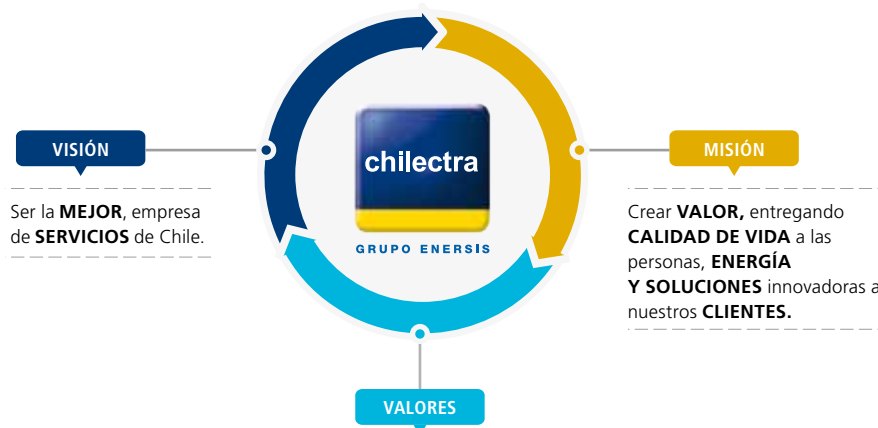 VISIÓN
Ser la MEJOR, empresa
de SERVICIOS de Chile.
chilectra
GRUPO ENERSIS
MISIÓN
Crear VALOR, entregando
CALIDAD DE VIDA a las
personas, ENERGÍA
Y SOLUCIONES innovadoras a
nuestros CLIENTES.
VALORES